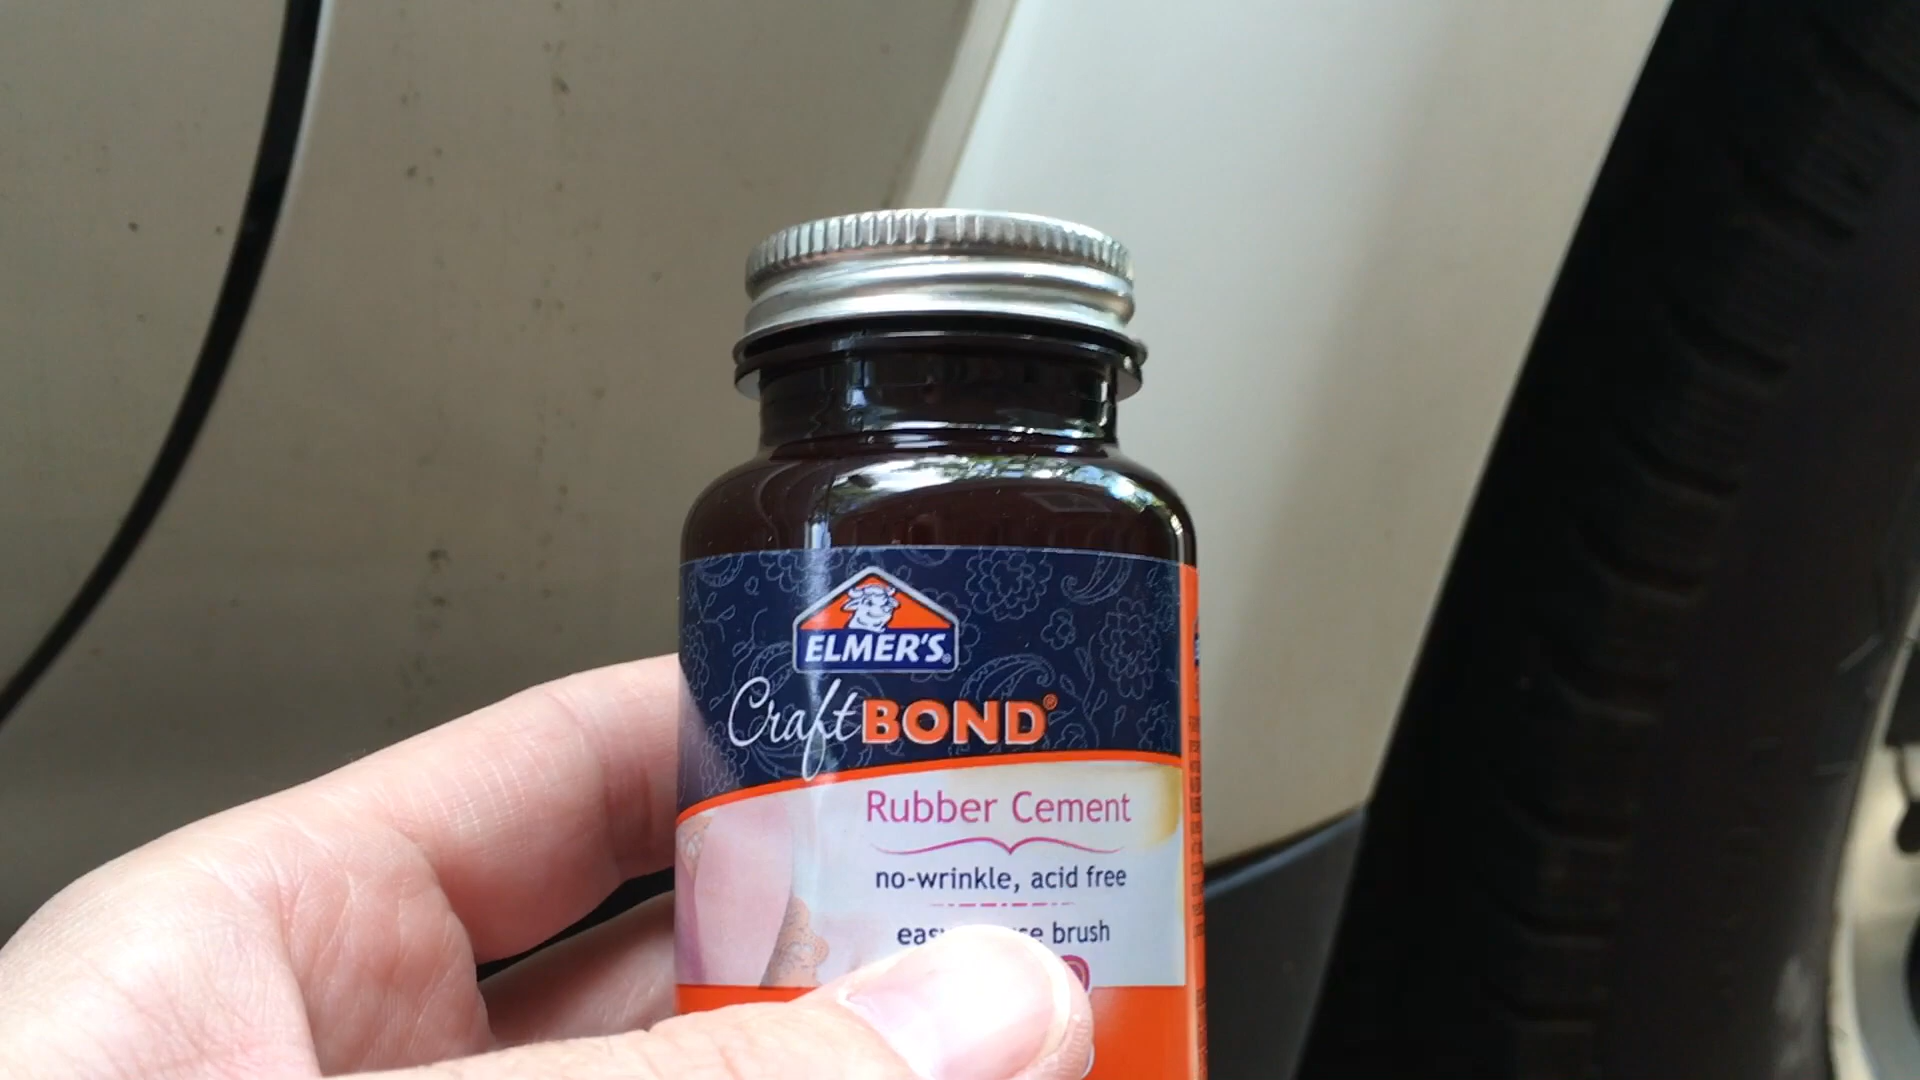 ELMER'S®
CraftBOND®
Rubber Cement
no-wrinkle, acid free
brush